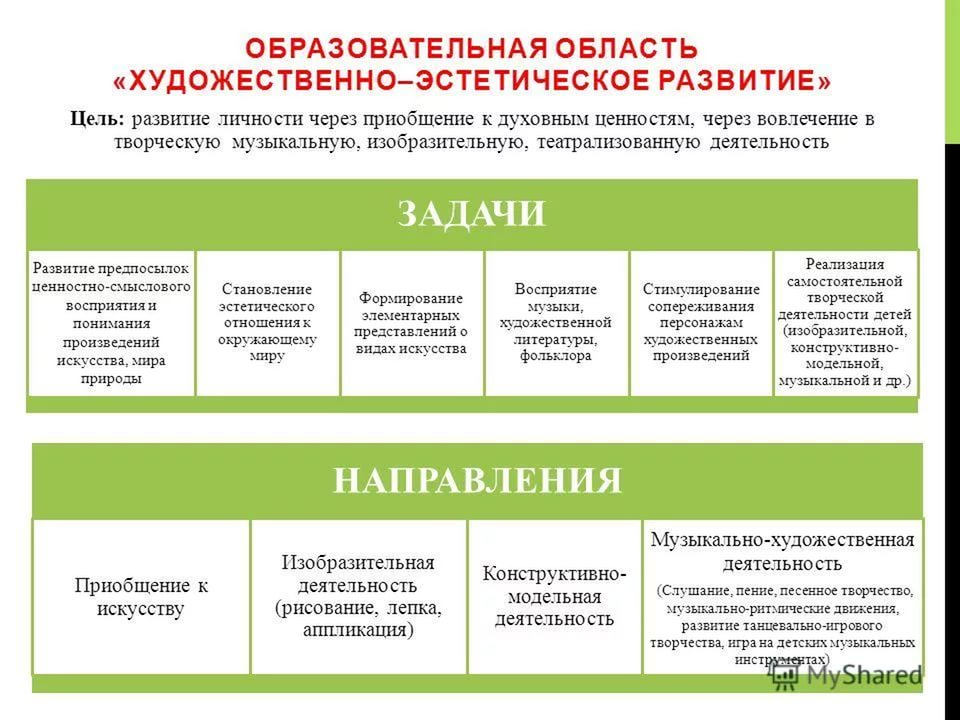 ОБРАЗОВАТЕЛЬНАЯ ОБЛАСТЬ
«ХУДОЖЕСТВЕННО–ЭСТЕТИЧЕСКОЕ РАЗВИТИЕ»
Цель: развитие личности через приобщение к духовным ценностям, через вовлечение в
творческую музыкальную, изобразительную, театрализованную деятельность
ЗАДАЧИ
Развитие предпосылок
ценностно-смыслового
восприятия и
понимания
произведений
искусства, мира
природы
Становление
эстетического
отношения к
окружающему
миру
Формирование
элементарных
представлений о
видах искусства
Восприятие
музыки,
художественной
литературы,
фольклора
Стимулирование
сопереживания
персонажам
художественных
произведений
Реализация
самостоятельной
творческой
деятельности детей
(изобразительной,
конструктивно-
модельной,
музыкальной и др.)
НАПРАВЛЕНИЯ
Приобщение к
искусству
Изобразительная
деятельность
(рисование, лепка,
аппликация)
Конструктивно-
модельная
деятельность
Музыкально-художественная
деятельность
(Слушание, пение, песенное творчество,
музыкально-ритмические движения,
развитие танцевально-игрового
творчества, игра на детских музыкальных
инструментах)
MyShared